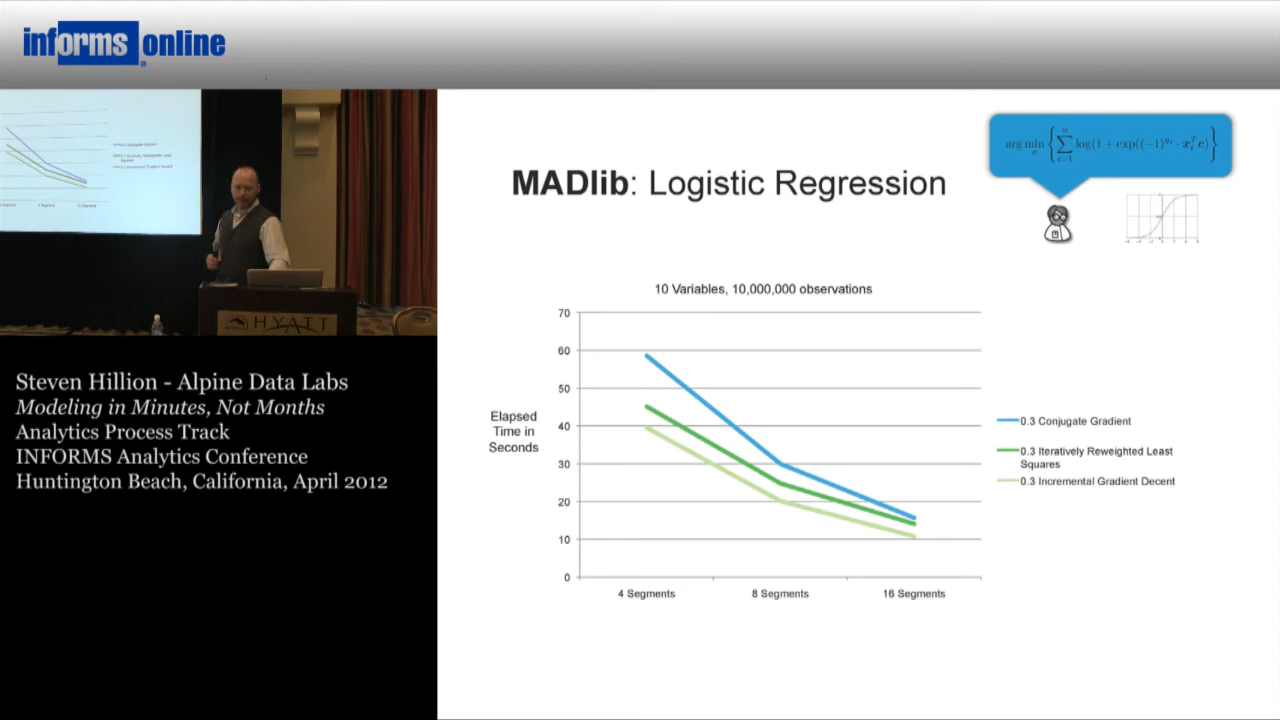 informs online
Steven Hillion - Alpine Data Labs
Modeling in Minutes, Not Months
Analytics Process Track
INFORMS Analytics Conference
Huntington Beach, California, April 2012
HYATT
MADlib: Logistic Regression
10 Variables, 10,000,000 observations
70
60
50
40
30
20
10
0
Elapsed
Time in
Seconds
4 Segments
8 Segments
16 Segments
0.3 Conjugate Gradient
0.3 Iteratively Reweighted Least
Squares
0.3 Incremental Gradient Decent